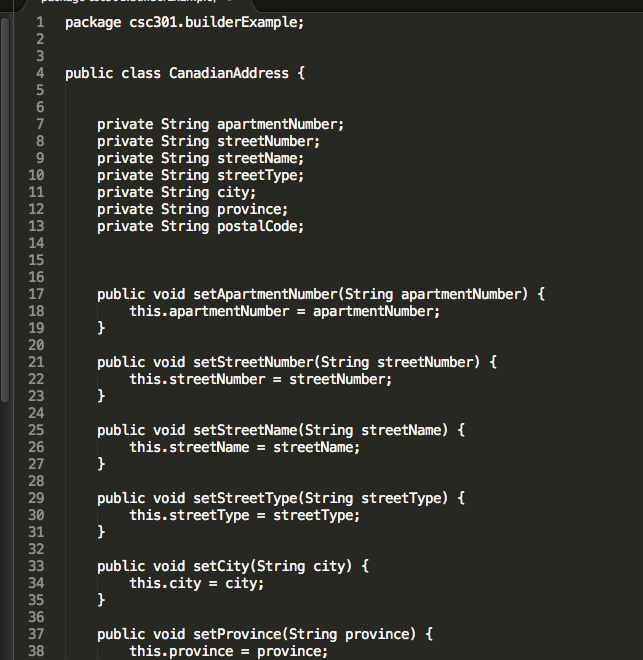 package csc301.builderExample;
1 package csc301.builderExample;
2
3
4 public class CanadianAddress {
5
6
7 private String apartmentNumber;
8 private String streetNumber;
9 private String streetName;
10 private String streetType;
11 private String city;
12 private String province;
13 private String postalCode;
14
15
16
17 public void setApartmentNumber(String apartmentNumber) {
18 this.apartmentNumber = apartmentNumber;
19 }
20
21 public void setStreetNumber(String streetNumber) {
22 this.streetNumber = streetNumber;
23 }
24
25 public void setStreetName(String streetName) {
26 this.streetName = streetName;
27 }
28
29 public void setStreetType(String streetType) {
30 this.streetType = streetType;
31 }
32
33 public void setCity(String city) {
34 this.city = city;
35 }
36
37 public void setProvince(String province) {
38 this.province = province;